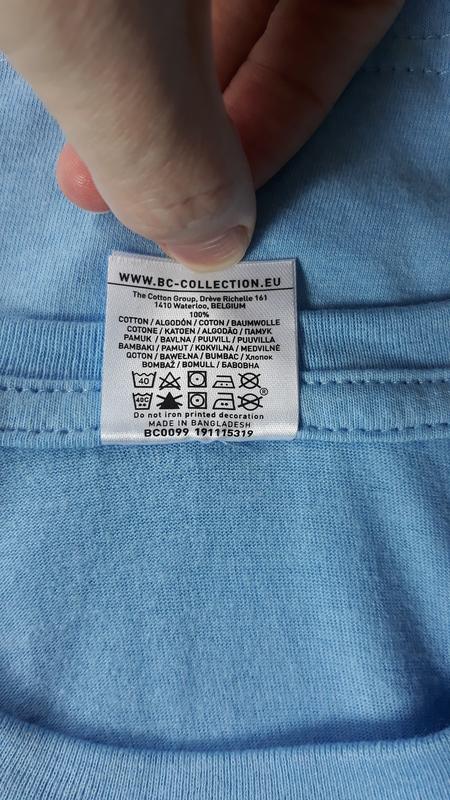 WWW.BC-COLLECTION.EU
The Cotton Group, Drève Richelle 161
1410 Waterloo, BELGIUM
100%
COTTON / ALGODÓN / COTON / BAUMWOLLE
COTONE / KATOEN / ALGODÃO / ПАМУК
PAMUK / BAVLNA / PUUVILL / PUUVILLA
BAMBAKI / PAMUT / KOKVILNA / MEDVILNĖ
QOTON / BAWEŁNA / BUMBAC / Хлопок
BOMBAŽ / BOMULL / БАВОВНА
40
40C ®
Do not iron printed decoration
MADE IN BANGLADESH
BC0099 191115319